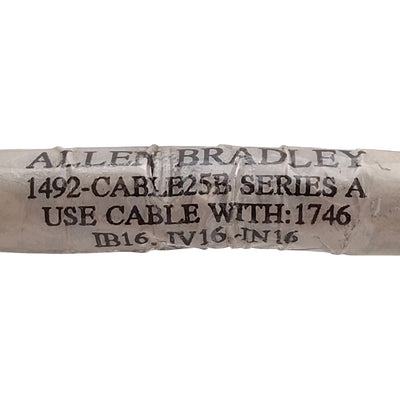 ALLEN BRADLEY
1492-CABLE25B SERIES A
USE CABLE WITH:1746
IB16, IV16, IN16